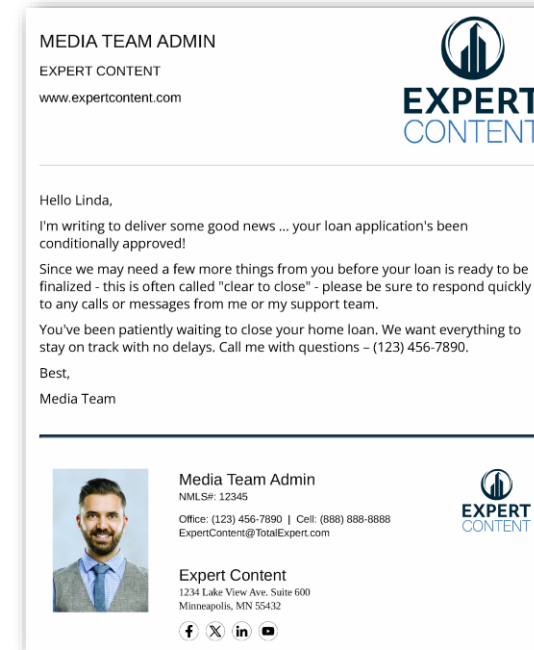 MEDIA TEAM ADMIN
EXPERT CONTENT
www.expertcontent.com
EXPERT
CONTENT
Hello Linda,
I'm writing to deliver some good news ... your loan application's been
conditionally approved!
Since we may need a few more things from you before your loan is ready to be
finalized - this is often called "clear to close" - please be sure to respond quickly
to any calls or messages from me or my support team.
You've been patiently waiting to close your home loan. We want everything to
stay on track with no delays. Call me with questions – (123) 456-7890.
Best,
Media Team
Media Team Admin
NMLS#: 12345
Office: (123) 456-7890 | Cell: (888) 888-8888
ExpertContent@TotalExpert.com
EXPERT
CONTENT
Expert Content
1234 Lake View Ave. Suite 600
Minneapolis, MN 55432